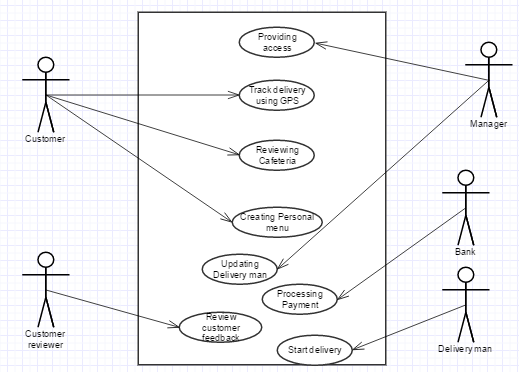 Providing
access
Track delivery
using GPS
Reviewing
Cafeteria
Creating Personal
menu
Updating
Delivery man
Processing
Payment
Review
customer
feedback
Start delivery
Customer
Customer
reviewer
Manager
Bank
Delivery man